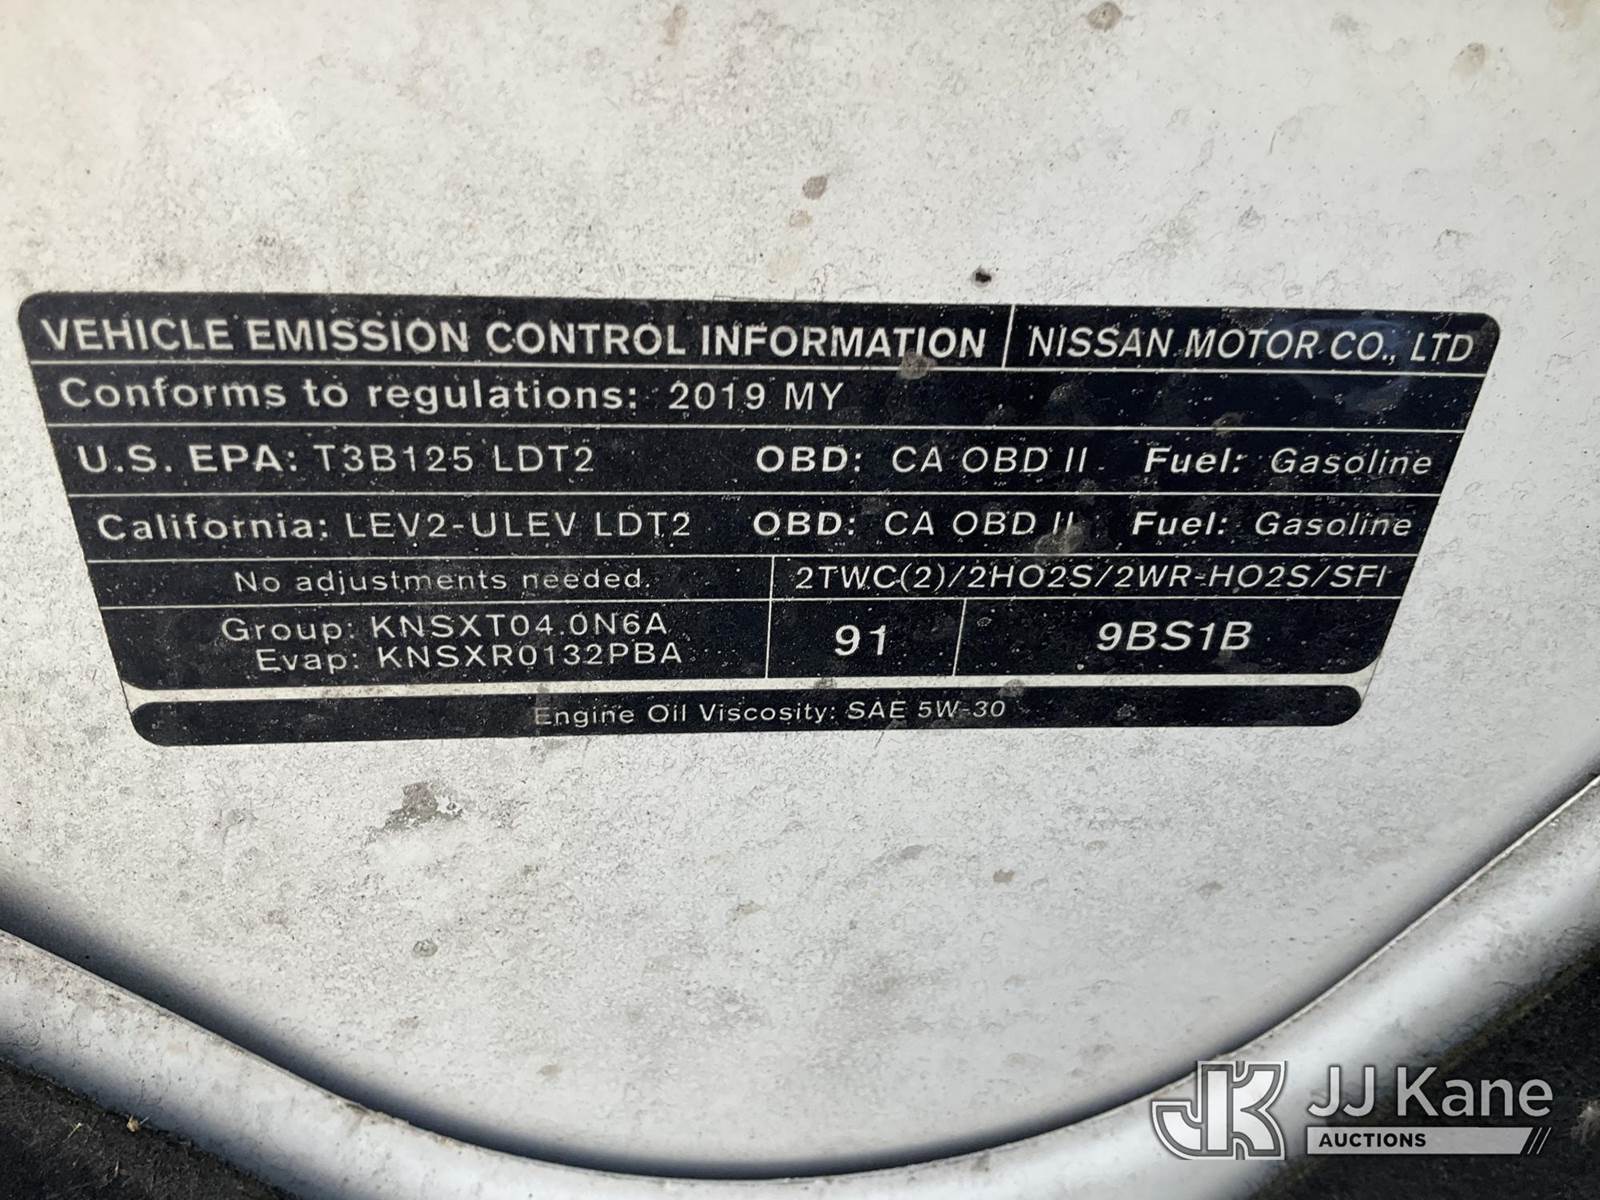 VEHICLE EMISSION CONTROL INFORMATION NISSAN MOTOR CO., LTD
Conforms to regulations: 2019 MY
U.S. EPA: T3B125 LDT2 OBD: CA OBD II Fuel: Gasoline
California: LEV2-ULEV LDT2 OBD: CA OBD II Fuel: Gasoline
No adjustments needed. 2TWC(2)/2HO2S/2WR-HO2S/SFI
Group: KNSXT04.0N6A
Evap: KNSXR0132PBA
91 9BS1B
Engine Oil Viscosity: SAE 5W-30
JK JJ Kane
AUCTIONS